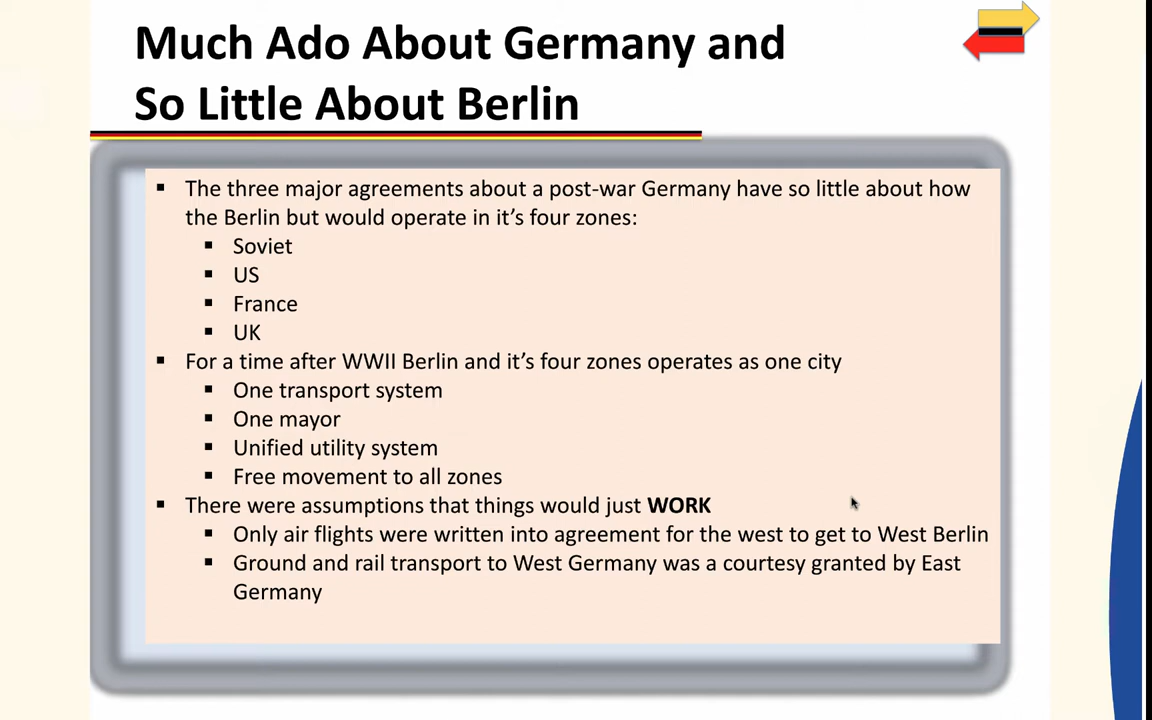 Much Ado About Germany and
So Little About Berlin
▪ The three major agreements about a post-war Germany have so little about how
the Berlin but would operate in it’s four zones:
▪ Soviet
▪ US
▪ France
▪ UK
▪ For a time after WWII Berlin and it’s four zones operates as one city
▪ One transport system
▪ One mayor
▪ Unified utility system
▪ Free movement to all zones
▪ There were assumptions that things would just WORK
▪ Only air flights were written into agreement for the west to get to West Berlin
▪ Ground and rail transport to West Germany was a courtesy granted by East
Germany